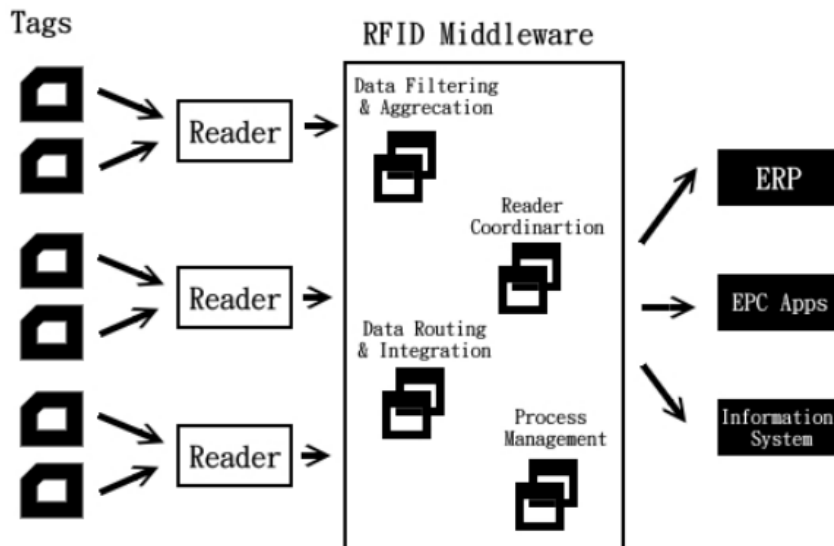 Tags
RFID Middleware
Data Filtering
& Aggrecation
Reader
Reader
Coordinartion
ERP
Reader
EPC Apps
Data Routing
& Integration
Process
Management
Reader
Information
System